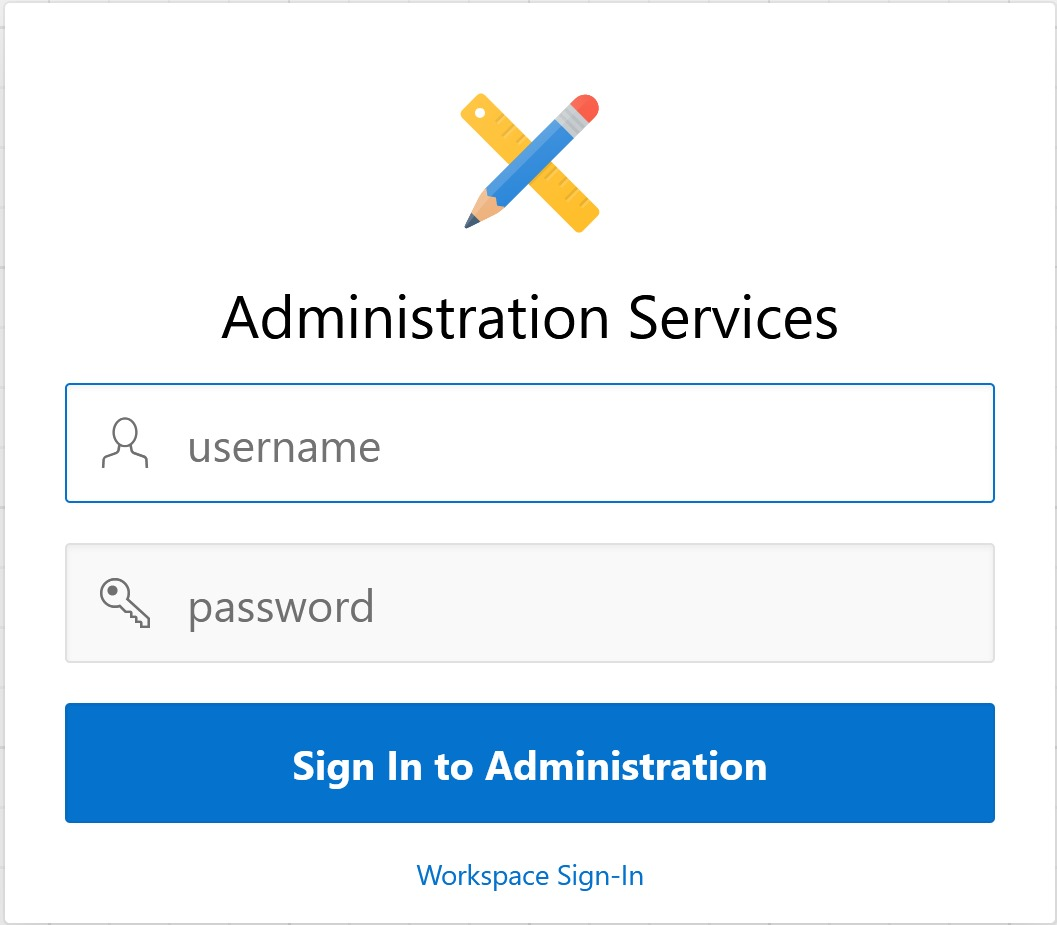 Administration Services
username
password
Sign In to Administration
Workspace Sign-In